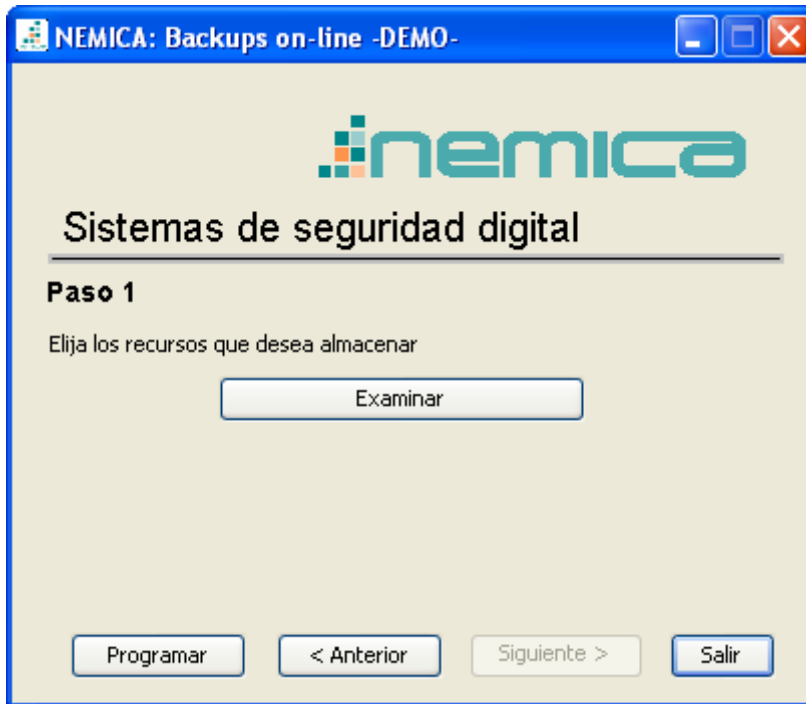 NEMICA: Backups on-line -DEMO-
nemica
Sistemas de seguridad digital
Paso 1
Elija los recursos que desea almacenar
Examinar
Programar < Anterior Siguiente > Salir